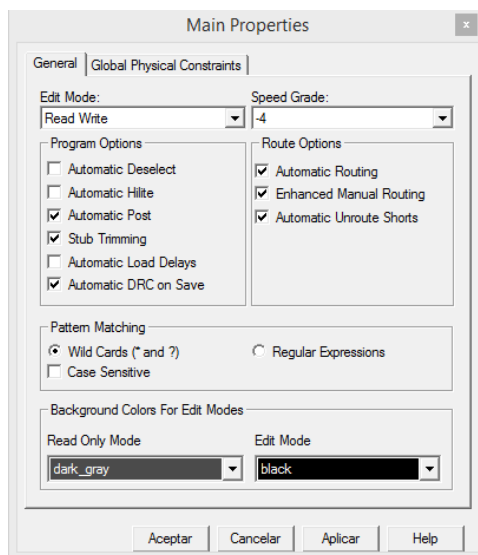 Main Properties
x
General Global Physical Constraints
Edit Mode: Speed Grade:
Read Write -4
Program Options Route Options
Automatic Deselect Automatic Routing
Automatic Hilite Enhanced Manual Routing
Automatic Post Automatic Unroute Shorts
Stub Trimming
Automatic Load Delays
Automatic DRC on Save
Pattern Matching
Wild Cards (* and ?) Regular Expressions
Case Sensitive
Background Colors For Edit Modes
Read Only Mode Edit Mode
dark_gray black
Aceptar Cancelar Aplicar Help